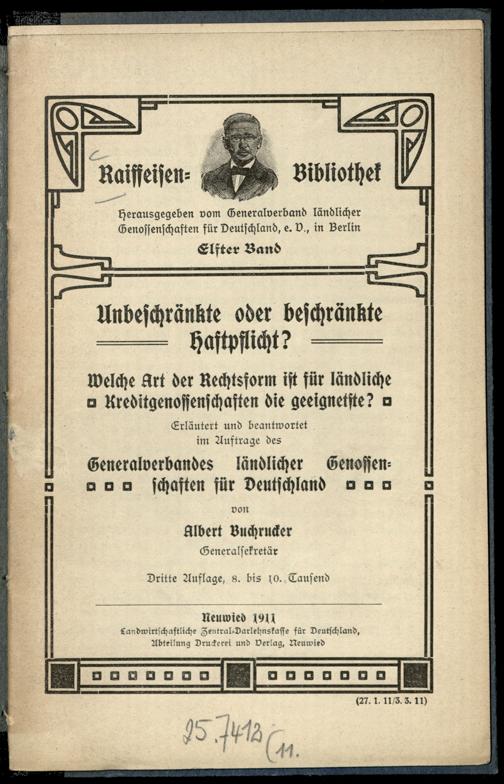 Raiffeisen= Bibliothek
Herausgegeben vom Generalverband ländlicher
Genossenschaften für Deutschland, e. V., in Berlin
Elfter Band
Unbeschränkte oder beschränkte
Haftpflicht?
Welche Art der Rechtsform ist für ländliche
Kreditgenossenschaften die geeignetste?
Erläutert und beantwortet
im Auftrage des
Generalverbandes ländlicher Genossen=
schaften für Deutschland
von
Albert Buchrucker
Generalsekretär
Dritte Auflage, 8. bis 10. Tausend
Neuwied 1911
Landwirtschaftliche Zentral-Darlehnskasse für Deutschland,
Abteilung Druckerei und Verlag, Neuwied
(27. 1. 11/3. 3. 11)
25.7412 (11.